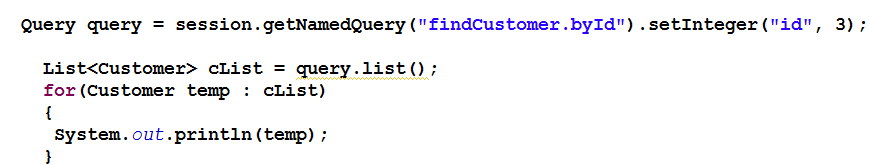 Query query = session.getNamedQuery("findCustomer.byId").setInteger("id", 3);
List<Customer> cList = query.list();
for(Customer temp : cList)
{
System.out.println(temp);
}